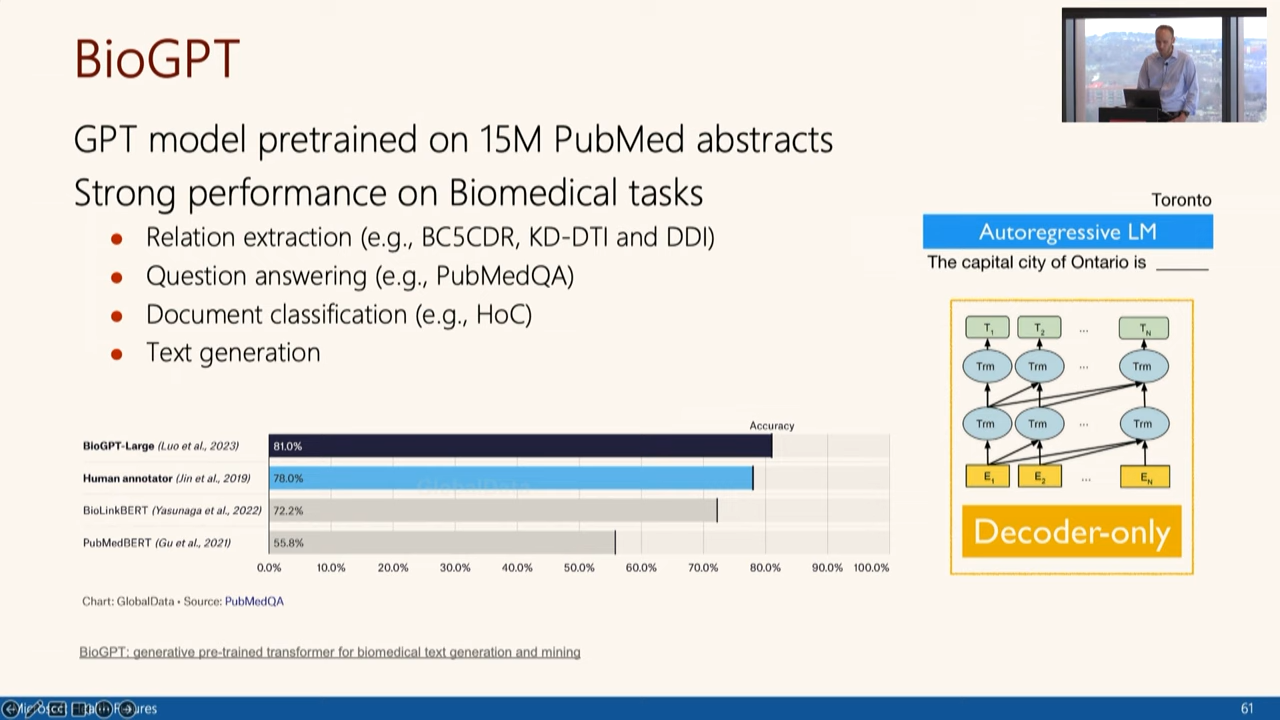 BioGPT
GPT model pretrained on 15M PubMed abstracts
Strong performance on Biomedical tasks
● Relation extraction (e.g., BC5CDR, KD-DTI and DDI)
● Question answering (e.g., PubMedQA)
● Document classification (e.g., HoC)
● Text generation
Toronto
Autoregressive LM
The capital city of Ontario is ______
T1 T2 ... TN
Trm Trm ... Trm
Trm Trm ... Trm
E1 E2 ... EN
Decoder-only
Accuracy
BioGPT-Large (Luo et al., 2023) 81.0%
Human annotator (Jin et al., 2019) 78.0%
GlobalData
BioLinkBERT (Yasunaga et al., 2022) 72.2%
PubMedBERT (Gu et al., 2021) 55.8%
0.0% 10.0% 20.0% 30.0% 40.0% 50.0% 60.0% 70.0% 80.0% 90.0% 100.0%
Chart: GlobalData • Source: PubMedQA
BioGPT: generative pre-trained transformer for biomedical text generation and mining
61